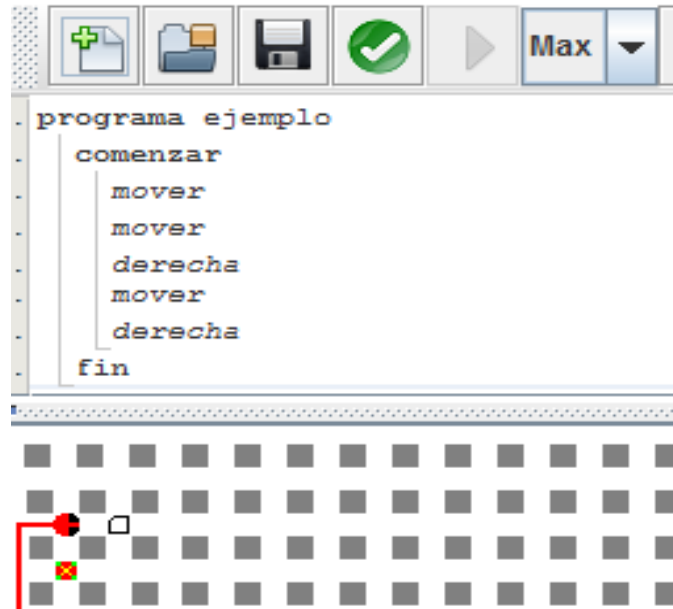 Max
programa ejemplo
comenzar
mover
mover
derecha
mover
derecha
fin